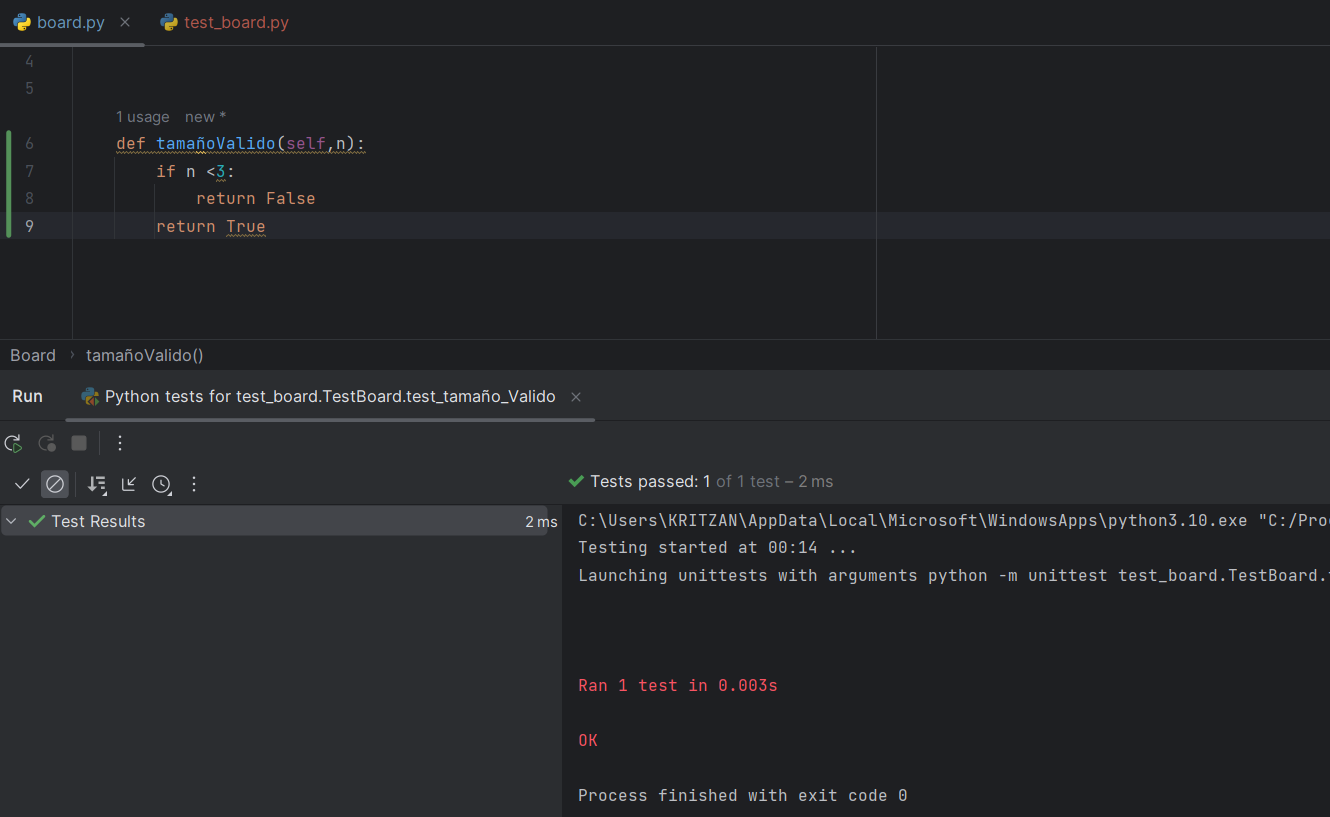 board.py
test_board.py
4
5
1 usage new *
6 def tamañoValido(self,n):
7 if n <3:
8 return False
9 return True
Board › tamañoValido()
Run Python tests for test_board.TestBoard.test_tamaño_Valido
Tests passed: 1 of 1 test – 2 ms
Test Results 2 ms
C:\Users\KRITZAN\AppData\Local\Microsoft\WindowsApps\python3.10.exe "C:/Pro
Testing started at 00:14 ...
Launching unittests with arguments python -m unittest test_board.TestBoard.
Ran 1 test in 0.003s
OK
Process finished with exit code 0